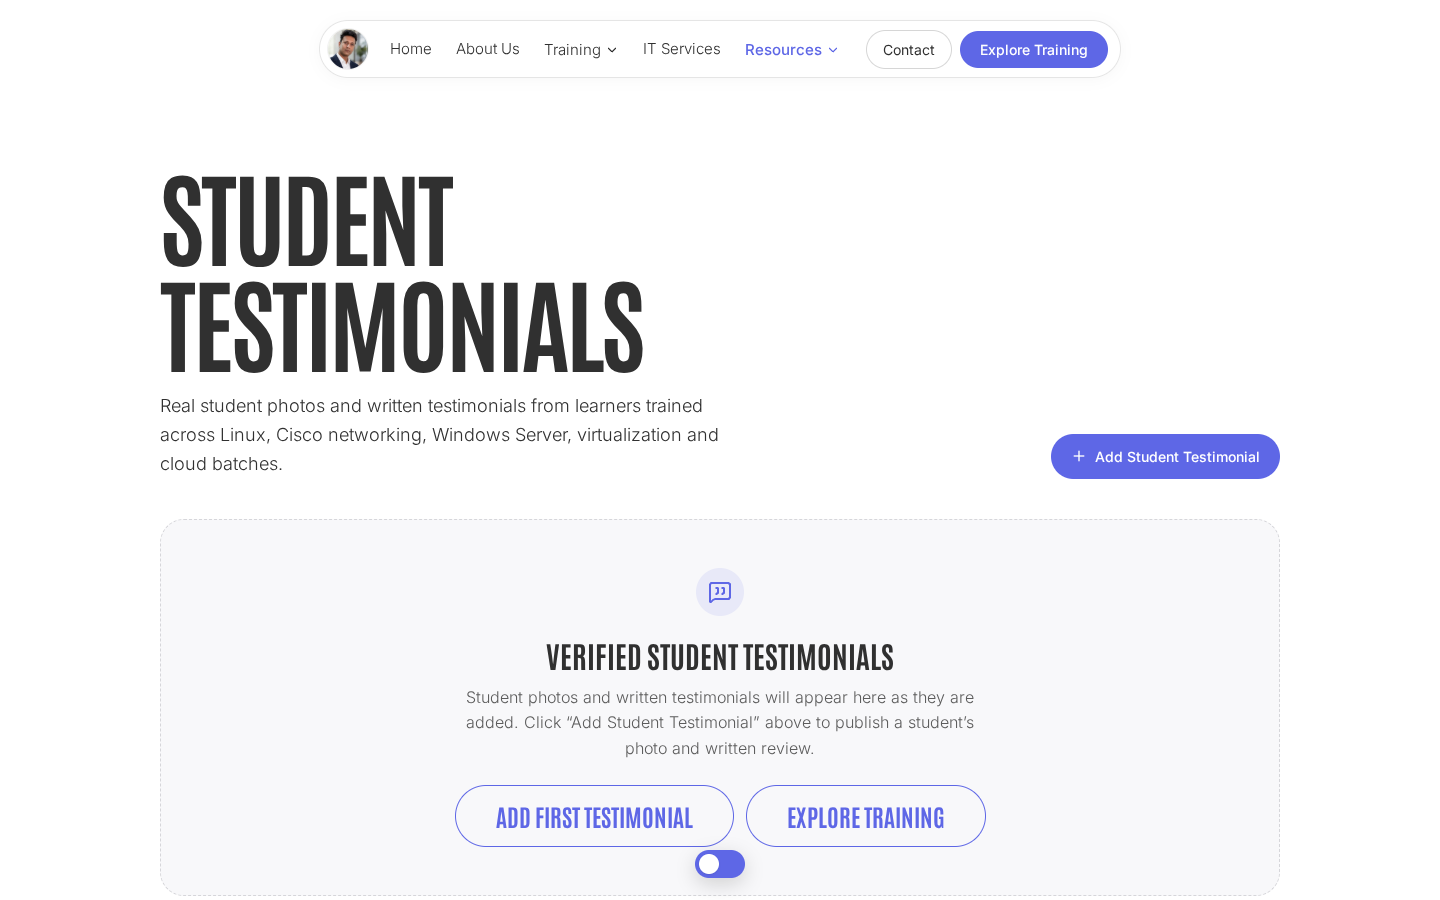 Home
About Us
Training
IT Services
Resources
Contact
Explore Training
STUDENT
TESTIMONIALS
Real student photos and written testimonials from learners trained
across Linux, Cisco networking, Windows Server, virtualization and
cloud batches.
Add Student Testimonial
VERIFIED STUDENT TESTIMONIALS
Student photos and written testimonials will appear here as they are
added. Click “Add Student Testimonial” above to publish a student’s
photo and written review.
ADD FIRST TESTIMONIAL
EXPLORE TRAINING